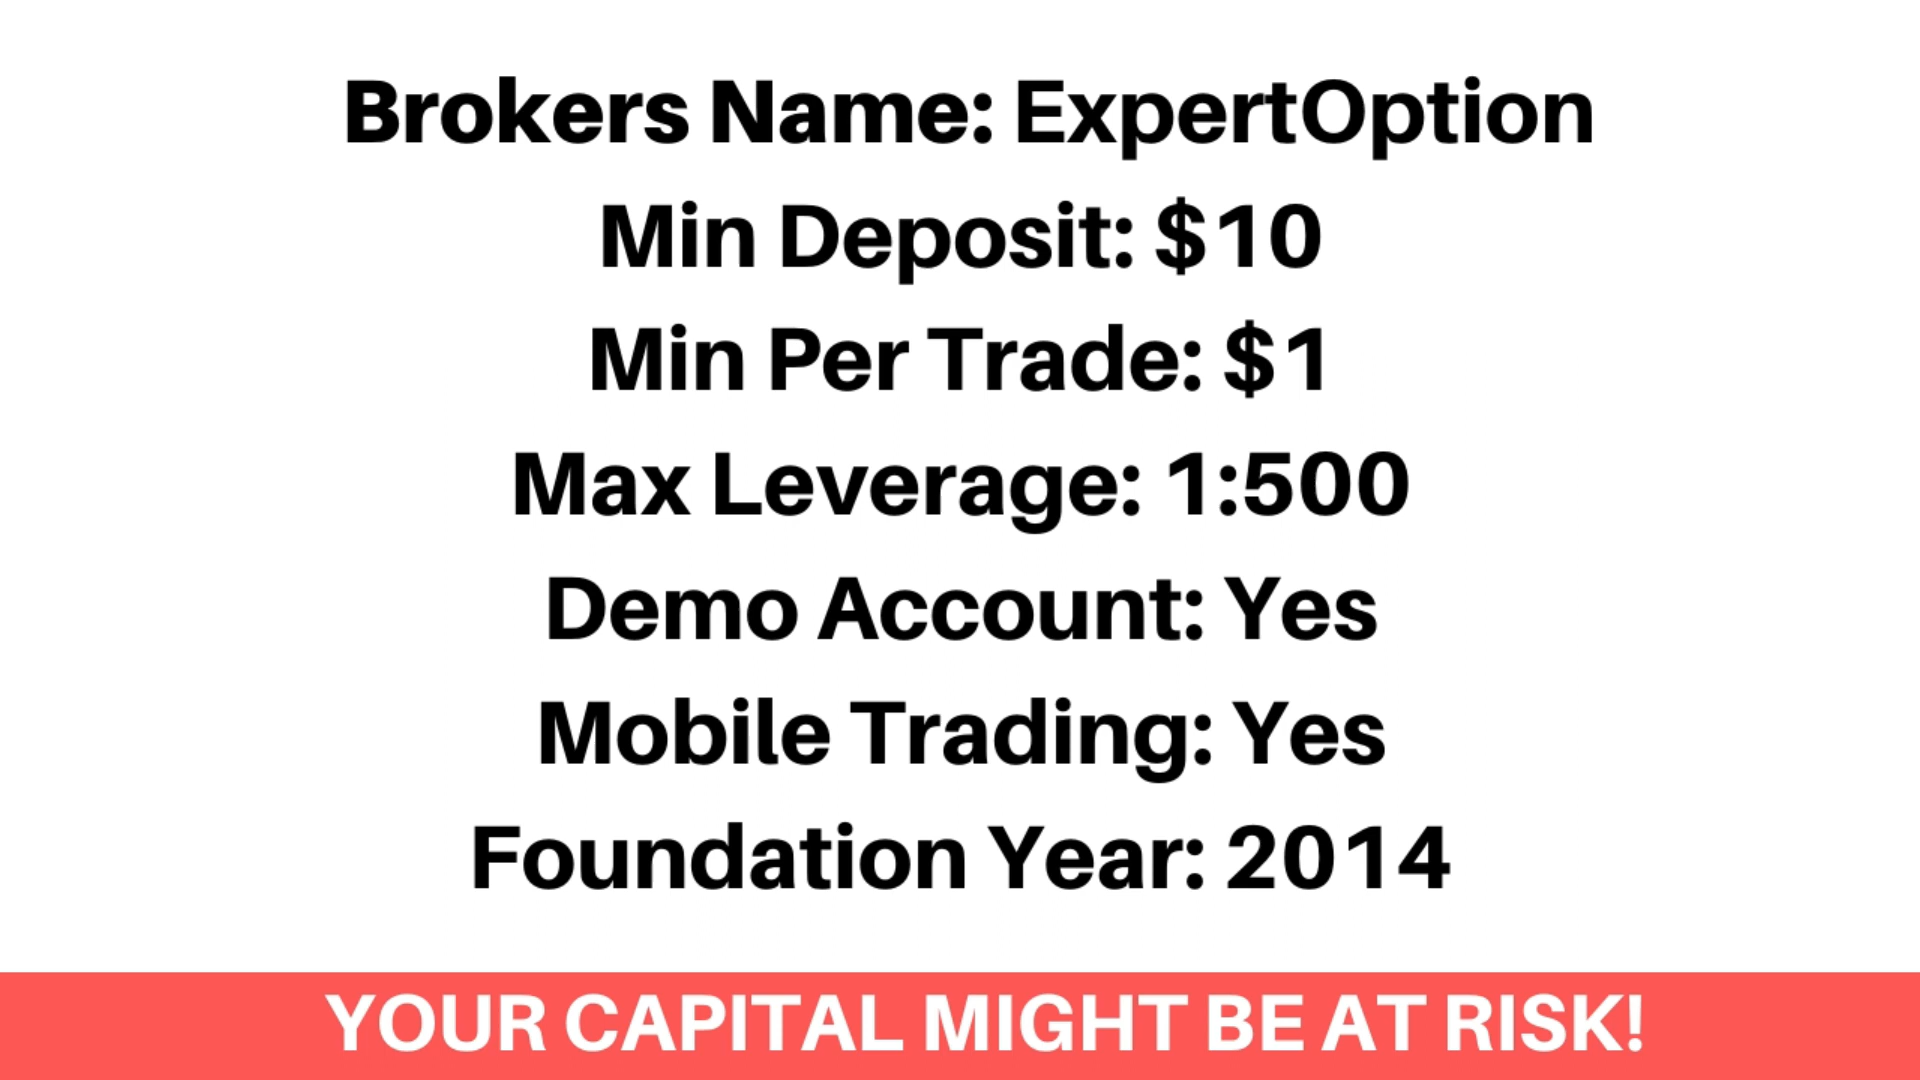 Brokers Name: ExpertOption
Min Deposit: $10
Min Per Trade: $1
Max Leverage: 1:500
Demo Account: Yes
Mobile Trading: Yes
Foundation Year: 2014
YOUR CAPITAL MIGHT BE AT RISK!